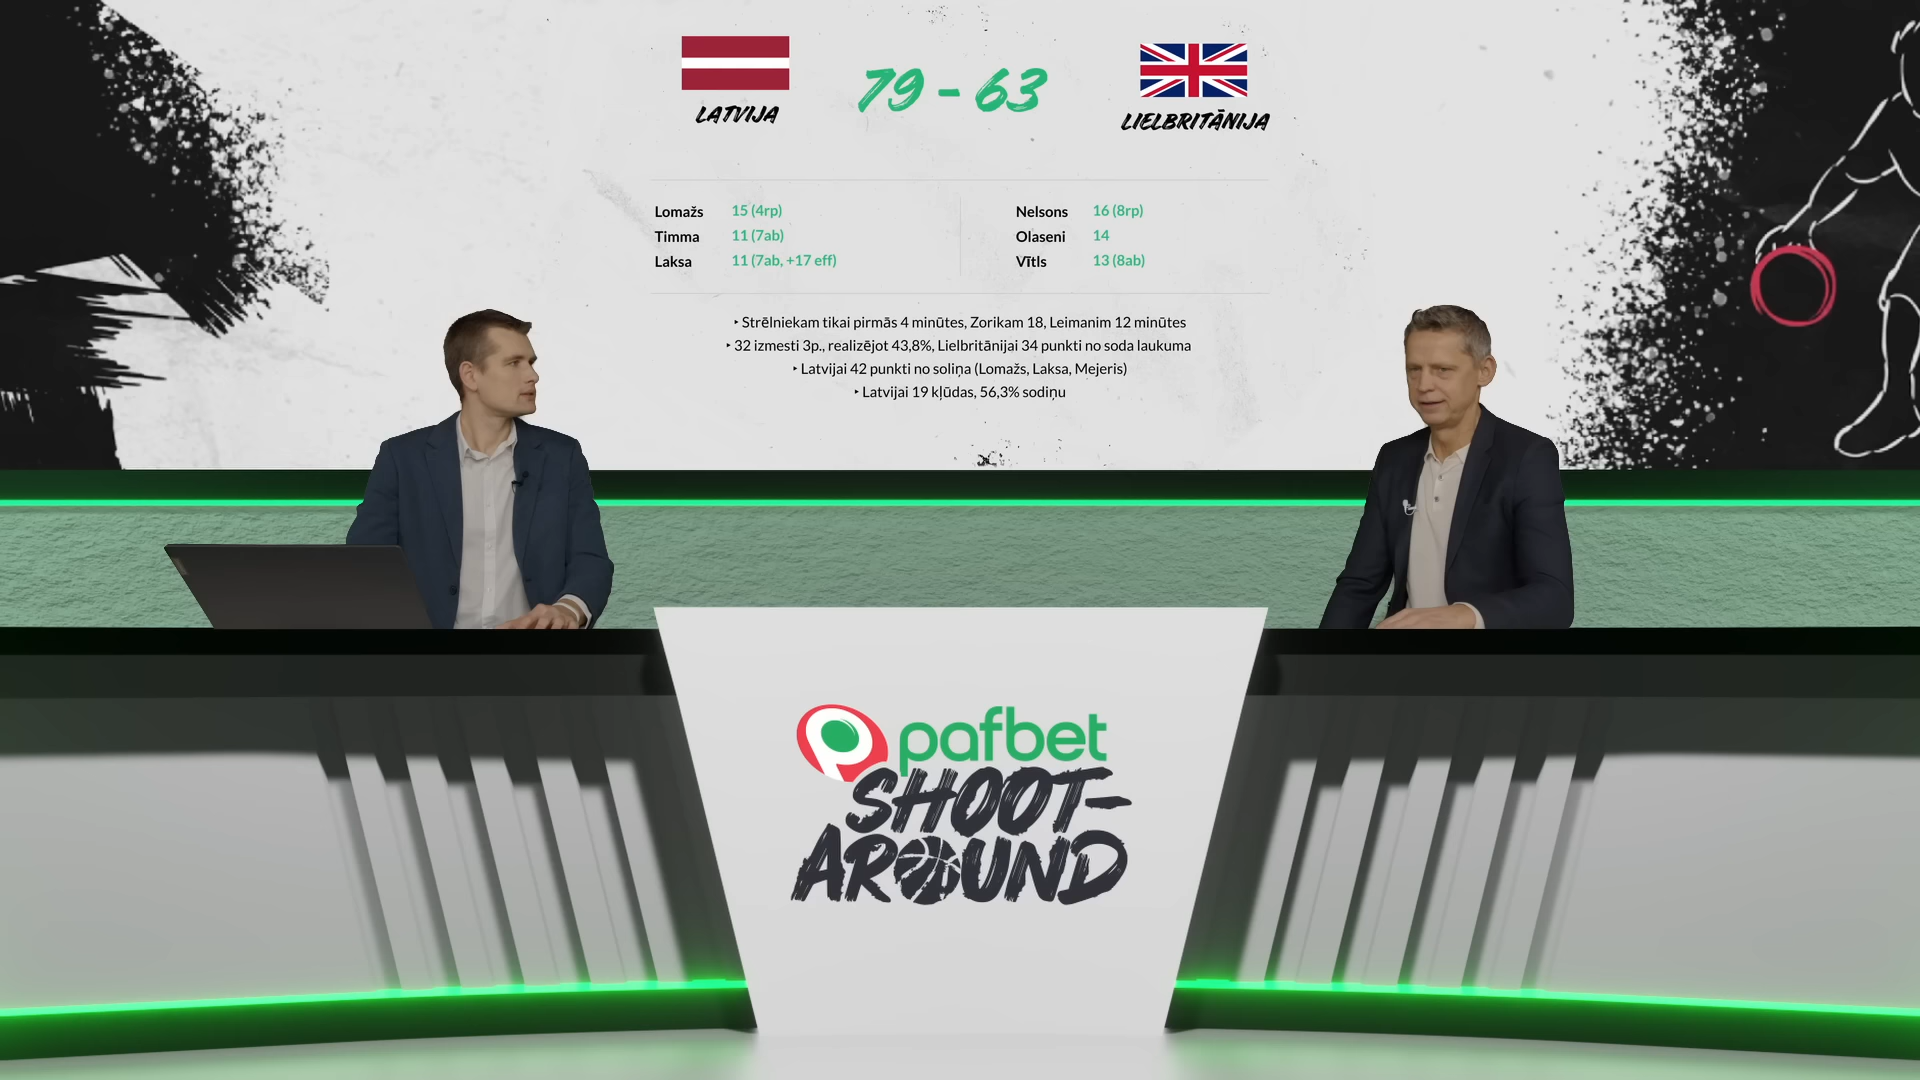 79 - 63
LATVIJA
LIELBRITĀNIJA
Lomažs 15 (4rp)
Timma 11 (7ab)
Laksa 11 (7ab, +17 eff)
Nelsons 16 (8rp)
Olaseni 14
Vītls 13 (8ab)
‣ Strēlniekam tikai pirmās 4 minūtes, Zorikam 18, Leimanim 12 minūtes
‣ 32 izmesti 3p., realizējot 43,8%, Lielbritānijai 34 punkti no soda laukuma
‣ Latvijai 42 punkti no soliņa (Lomažs, Laksa, Mejeris)
‣ Latvijai 19 kļūdas, 56,3% sodiņu
pafbet
SHOOT-
AROUND